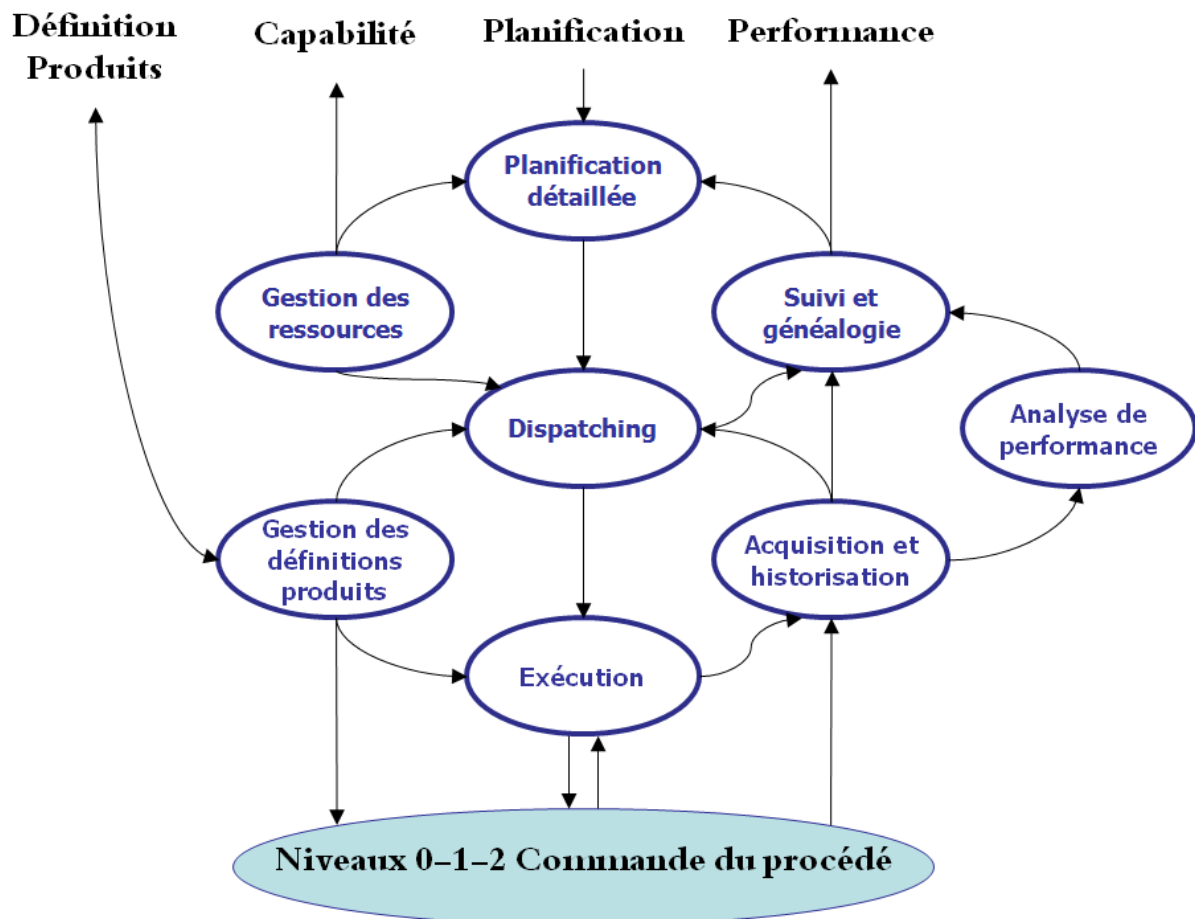 Définition
Produits
Capabilité
Planification
Performance
Planification
détaillée
Gestion des
ressources
Suivi et
généalogie
Dispatching
Analyse de
performance
Gestion des
définitions
produits
Acquisition et
historisation
Exécution
Niveaux 0–1–2 Commande du procédé